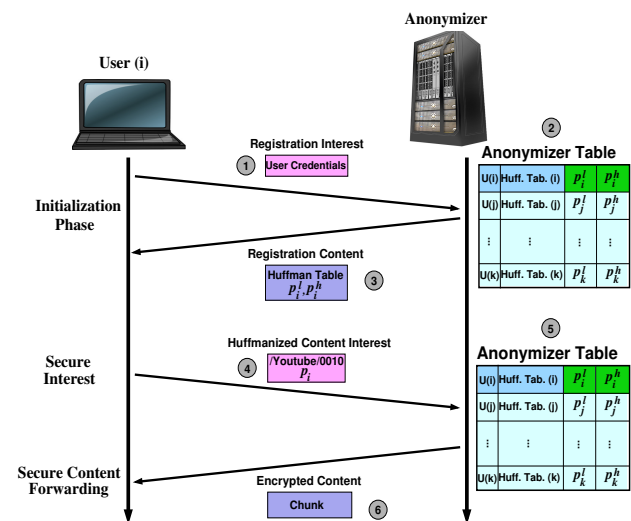 Anonymizer
User (i)
Registration Interest
1
User Credentials
2
Anonymizer Table
U(i) Huff. Tab. (i) p_i^l p_i^h
U(j) Huff. Tab. (j) p_j^l p_j^h
⋮ ⋮ ⋮ ⋮
U(k) Huff. Tab. (k) p_k^l p_k^h
Initialization
Phase
Registration Content
Huffman Table
p_i^l, p_i^h
3
Huffmanized Content Interest
4
/Youtube/0010
p_i
5
Anonymizer Table
U(i) Huff. Tab. (i) p_i^l p_i^h
U(j) Huff. Tab. (j) p_j^l p_j^h
⋮ ⋮ ⋮ ⋮
U(k) Huff. Tab. (k) p_k^l p_k^h
Secure
Interest
Secure Content
Forwarding
Encrypted Content
Chunk
6